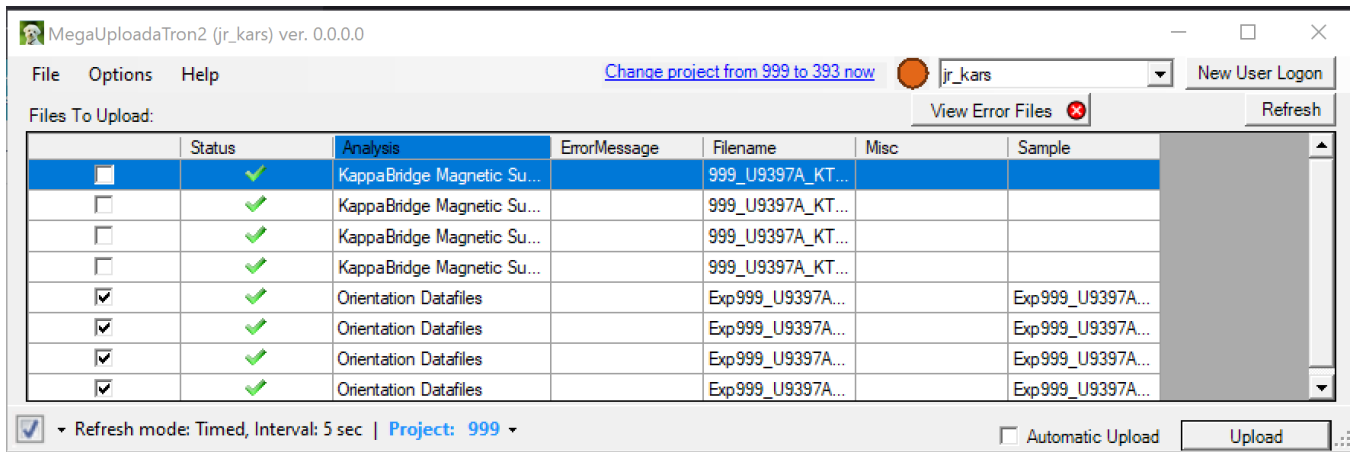 MegaUploadaTron2 (jr_kars) ver. 0.0.0.0
File Options Help Change project from 999 to 393 now jr_kars New User Logon
Files To Upload: View Error Files Refresh
Status Analysis ErrorMessage Filename Misc Sample
KappaBridge Magnetic Su... 999_U9397A_KT...
KappaBridge Magnetic Su... 999_U9397A_KT...
KappaBridge Magnetic Su... 999_U9397A_KT...
KappaBridge Magnetic Su... 999_U9397A_KT...
Orientation Datafiles Exp999_U9397A... Exp999_U9397A...
Orientation Datafiles Exp999_U9397A... Exp999_U9397A...
Orientation Datafiles Exp999_U9397A... Exp999_U9397A...
Orientation Datafiles Exp999_U9397A... Exp999_U9397A...
Refresh mode: Timed, Interval: 5 sec | Project: 999 Automatic Upload Upload